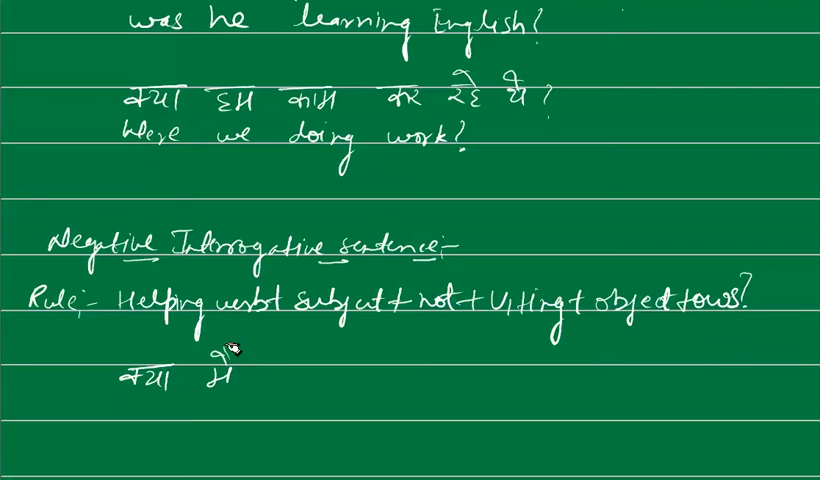 was he learning English?
क्या हम काम कर रहे थे?
Were we doing work?
Negative Interrogative sentence:-
Rule:- Helping verb+ subject + not + V1+ing + object + ows?
क्या मे